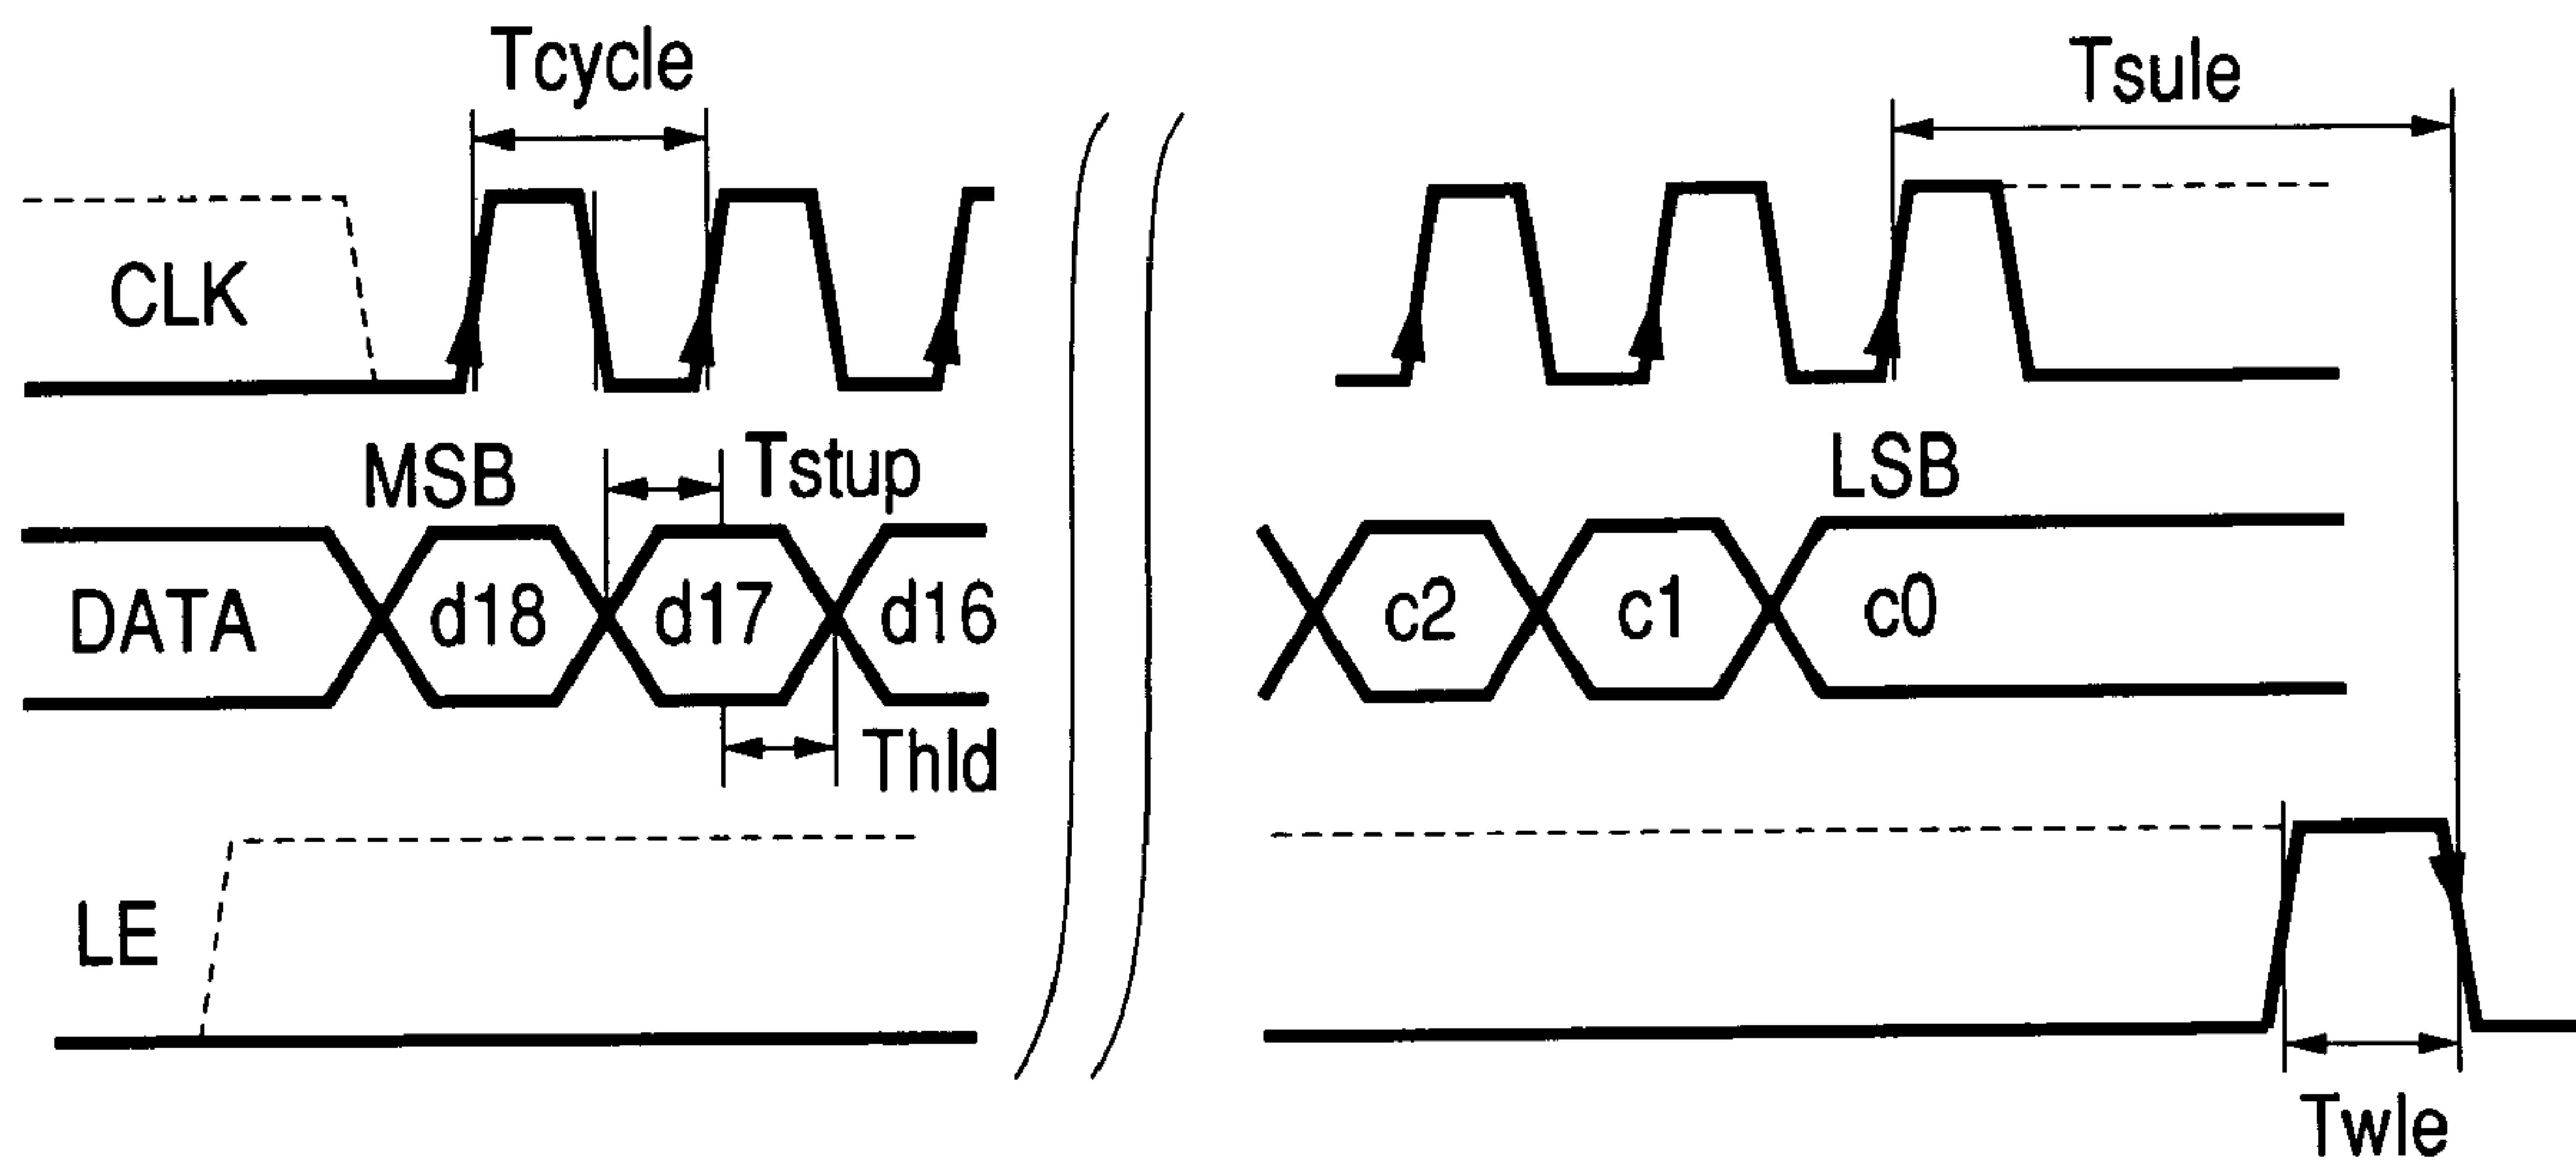 Tcycle
Tsule
CLK
MSB
Tstup
LSB
DATA
d18
d17
d16
c2
c1
c0
Thld
LE
Twle